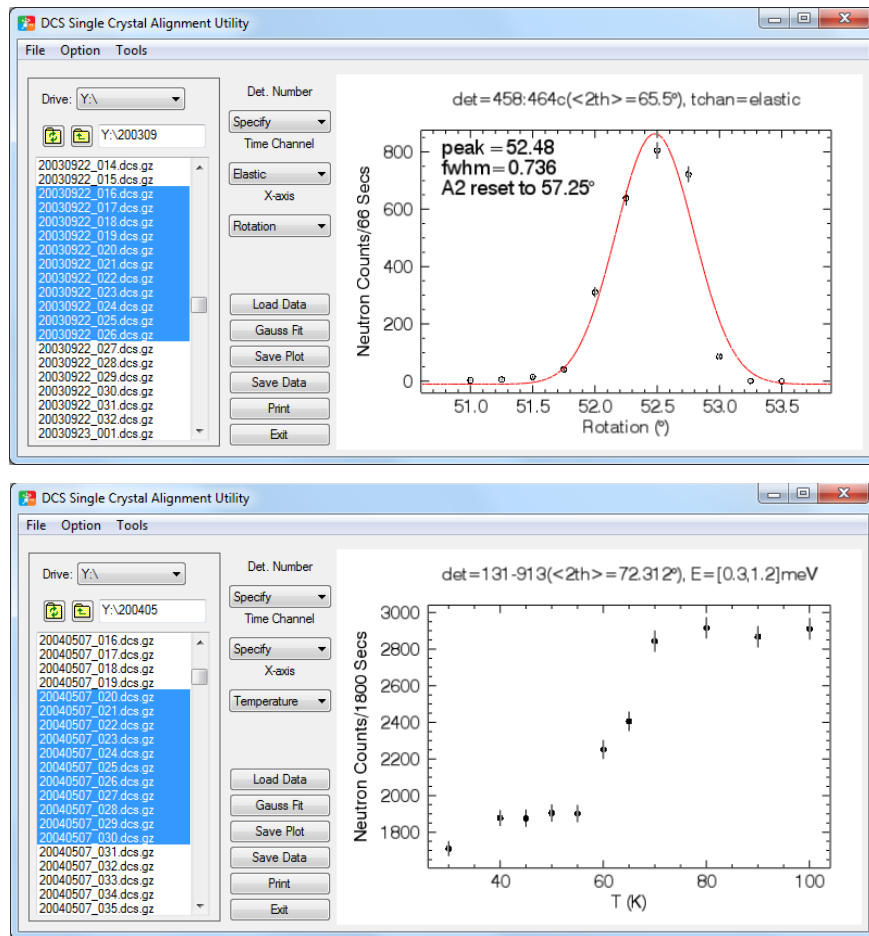 DCS Single Crystal Alignment Utility
File Option Tools
Drive: Y:\
Y:\200309
20030922_014.dcs.gz
20030922_015.dcs.gz
20030922_016.dcs.gz
20030922_017.dcs.gz
20030922_018.dcs.gz
20030922_019.dcs.gz
20030922_020.dcs.gz
20030922_021.dcs.gz
20030922_022.dcs.gz
20030922_023.dcs.gz
20030922_024.dcs.gz
20030922_025.dcs.gz
20030922_026.dcs.gz
20030922_027.dcs.gz
20030922_028.dcs.gz
20030922_029.dcs.gz
20030922_030.dcs.gz
20030922_031.dcs.gz
20030922_032.dcs.gz
20030923_001.dcs.gz
Det. Number
Specify
Time Channel
Elastic
X-axis
Rotation
Load Data
Gauss Fit
Save Plot
Save Data
Print
Exit
det=458:464c(<2th>=65.5°), tchan=elastic
peak = 52.48
fwhm = 0.736
A2 reset to 57.25°
Neutron Counts/66 Secs
800
600
400
200
0
51.0 51.5 52.0 52.5 53.0 53.5
Rotation (°)
DCS Single Crystal Alignment Utility
File Option Tools
Drive: Y:\
Y:\200405
20040507_016.dcs.gz
20040507_017.dcs.gz
20040507_018.dcs.gz
20040507_019.dcs.gz
20040507_020.dcs.gz
20040507_021.dcs.gz
20040507_022.dcs.gz
20040507_023.dcs.gz
20040507_024.dcs.gz
20040507_025.dcs.gz
20040507_026.dcs.gz
20040507_027.dcs.gz
20040507_028.dcs.gz
20040507_029.dcs.gz
20040507_030.dcs.gz
20040507_031.dcs.gz
20040507_032.dcs.gz
20040507_033.dcs.gz
20040507_034.dcs.gz
20040507_035.dcs.gz
Det. Number
Specify
Time Channel
Specify
X-axis
Temperature
Load Data
Gauss Fit
Save Plot
Save Data
Print
Exit
det=131-913(<2th>=72.312°), E=[0.3,1.2]meV
Neutron Counts/1800 Secs
3000
2800
2600
2400
2200
2000
1800
40 60 80 100
T (K)